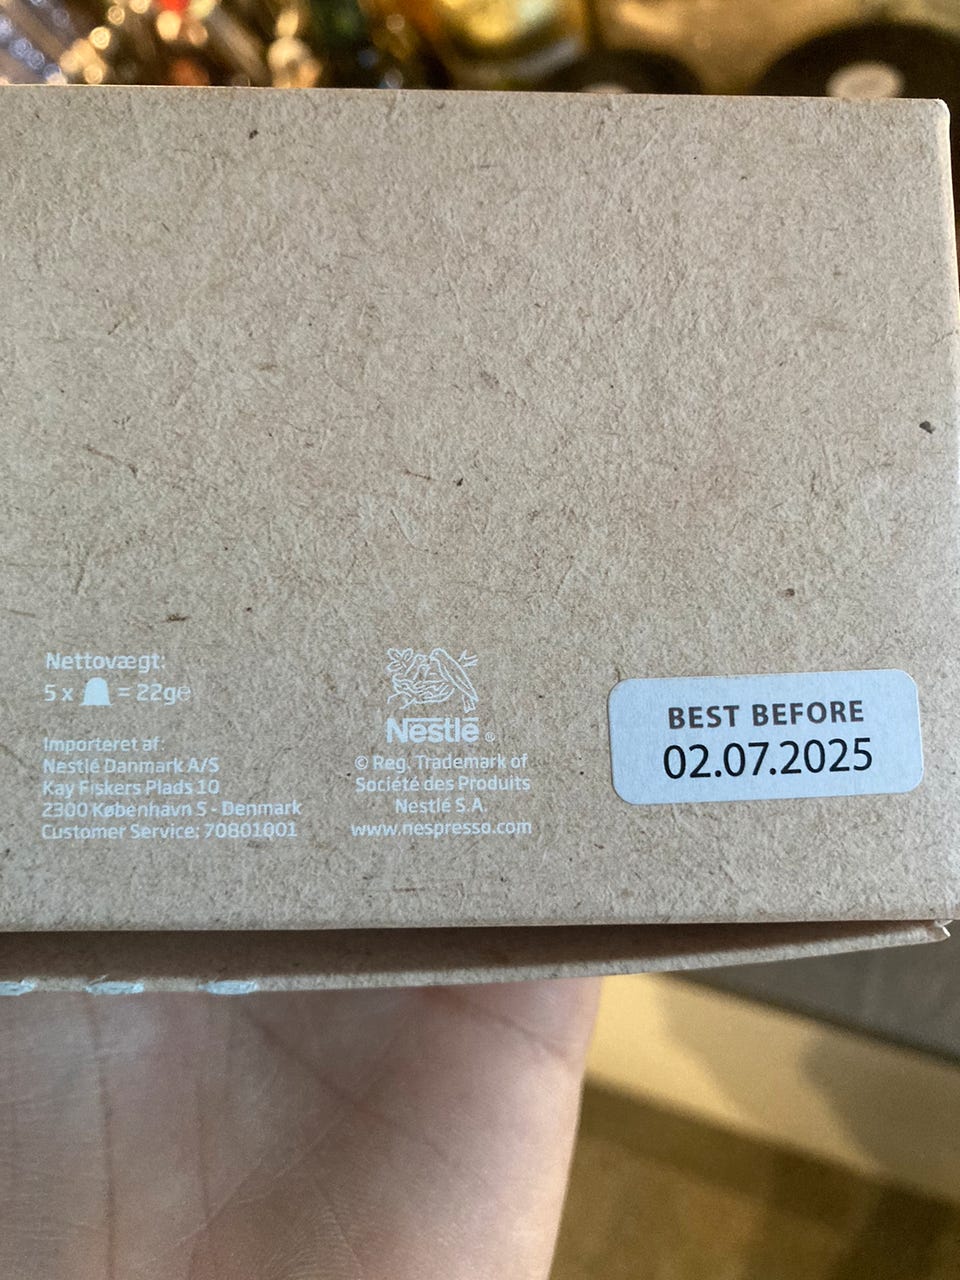 Nettovægt:
5 x = 22g℮
Importeret af:
Nestlé Danmark A/S
Kay Fiskers Plads 10
2300 København S - Denmark
Customer Service: 70801001
Nestlé ®
© Reg. Trademark of
Société des Produits
Nestlé S.A.
www.nespresso.com
BEST BEFORE
02.07.2025